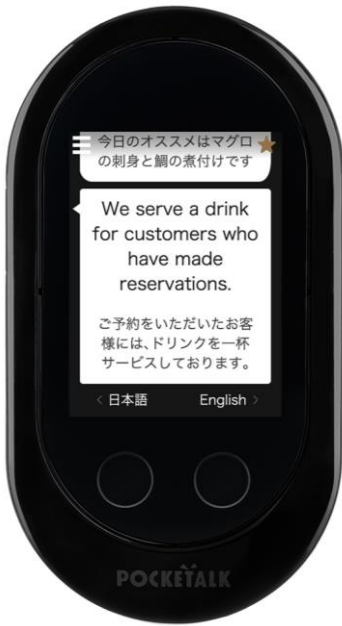 今日のオススメはマグロ
の刺身と鯛の煮付けです
We serve a drink
for customers who
have made
reservations.
ご予約をいただいたお客
様には、ドリンクを一杯
サービスしております。
日本語 English
POCKETALK